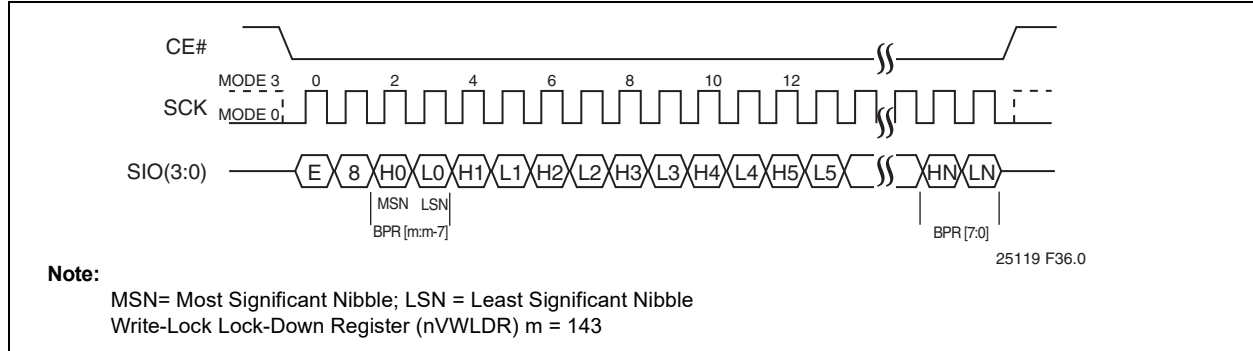 CE#
MODE 3 0 2 4 6 8 10 12
SCK MODE 0
SIO(3:0) E 8 H0 L0 H1 L1 H2 L2 H3 L3 H4 L4 H5 L5 HN LN
MSN LSN
BPR [m:m-7] BPR [7:0]
25119 F36.0
Note:
MSN= Most Significant Nibble; LSN = Least Significant Nibble
Write-Lock Lock-Down Register (nVWLDR) m = 143